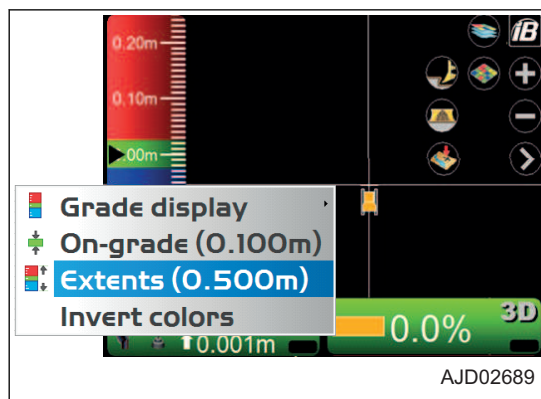 0.20m
iB
0.10m
.00m
Grade display
On-grade (0.100m)
Extents (0.500m)
Invert colors
0.001m
0.0%
3D
AJD02689